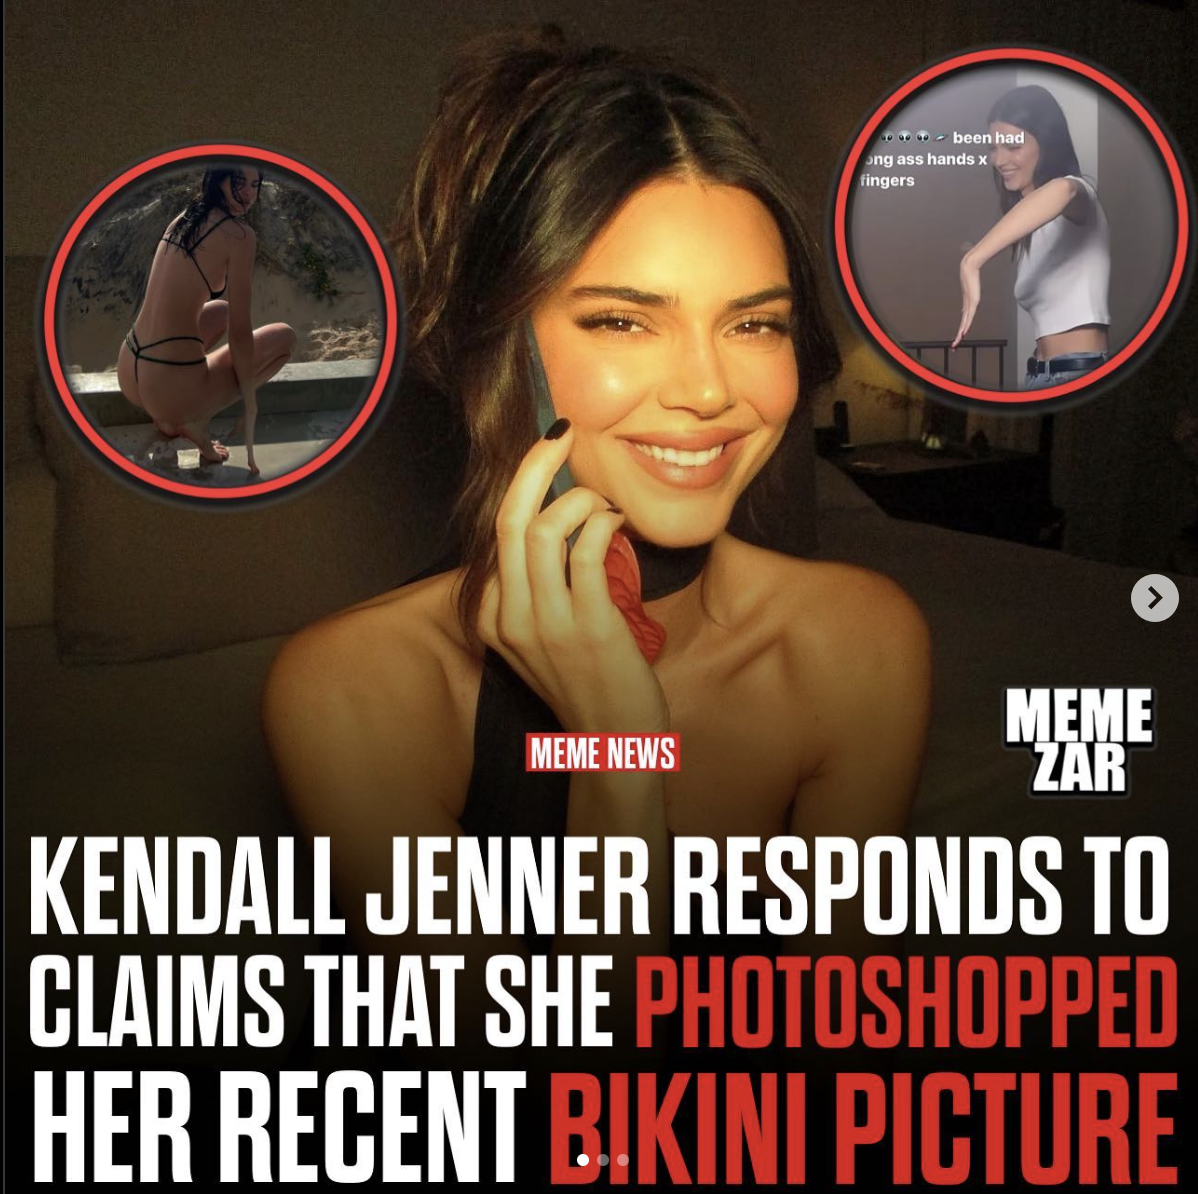 been had
ong ass hands x
fingers
MEME NEWS
MEME
ZAR
KENDALL JENNER RESPONDS TO
CLAIMS THAT SHE PHOTOSHOPPED
HER RECENT BIKINI PICTURE